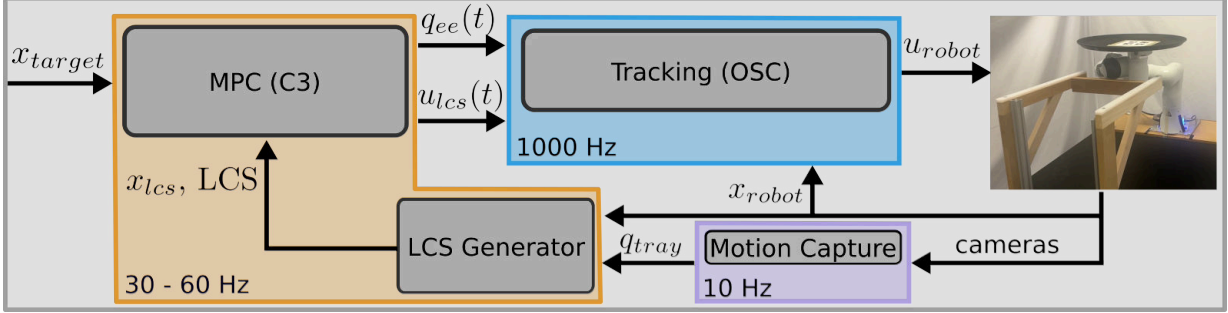 x_target
MPC (C3)
q_ee(t)
u_lcs(t)
Tracking (OSC)
1000 Hz
u_robot
x_lcs, LCS
LCS Generator
30 - 60 Hz
x_robot
q_tray
Motion Capture
10 Hz
cameras